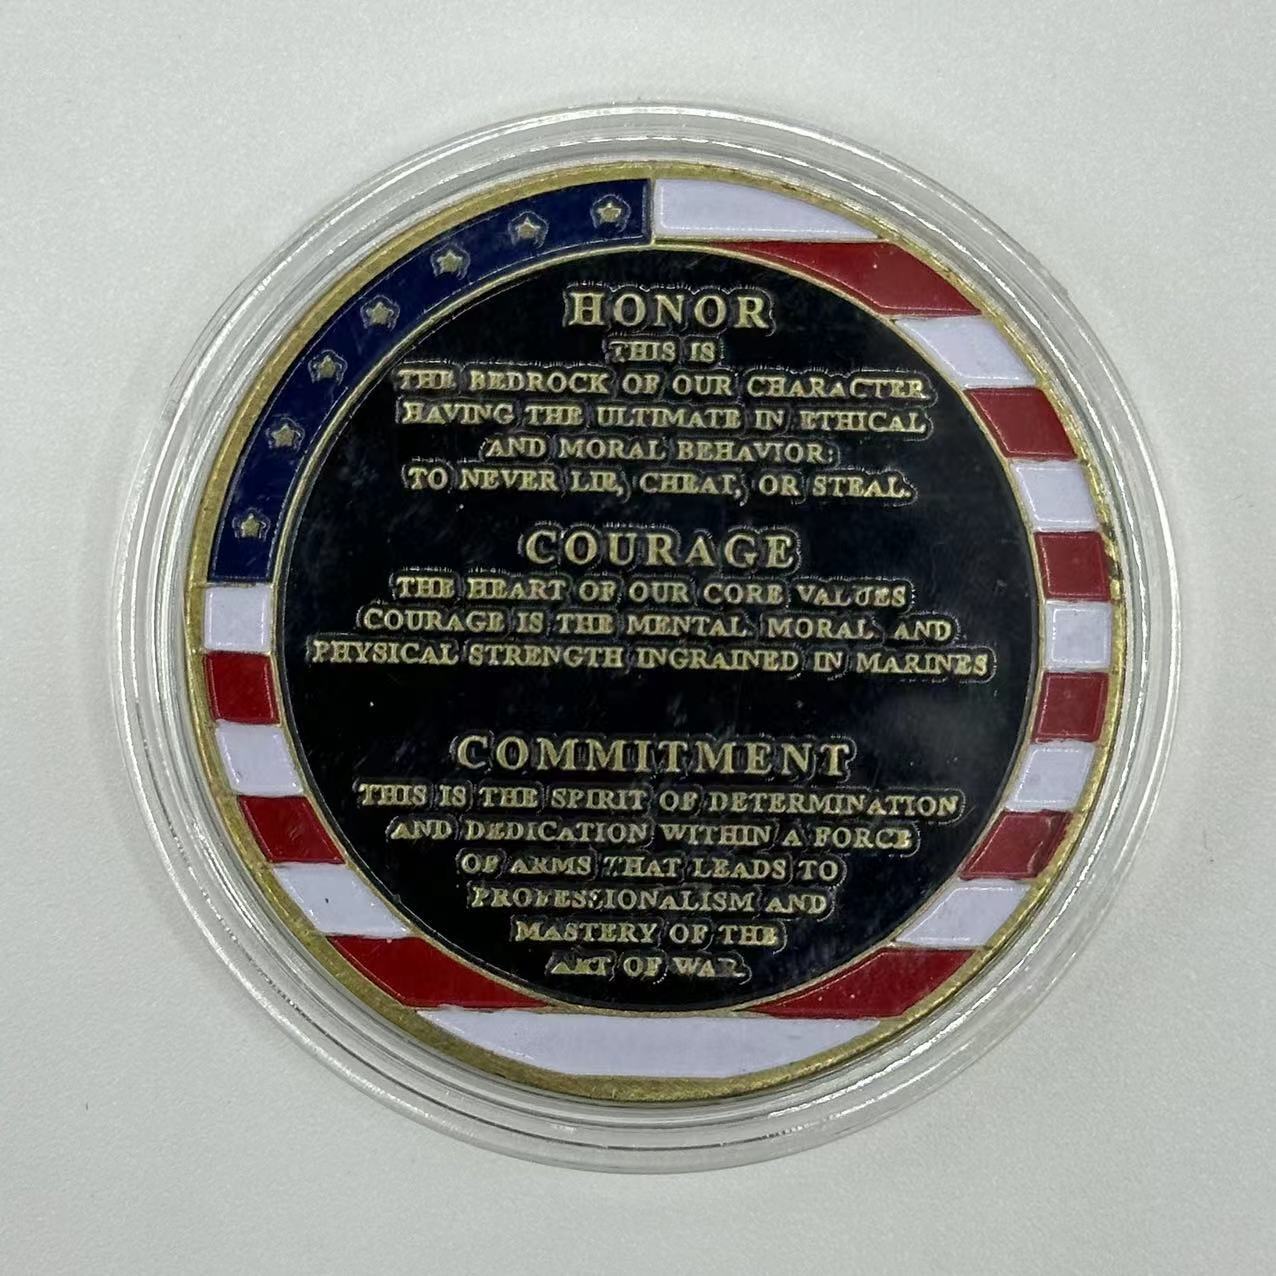 HONOR
THIS IS
THE BEDROCK OF OUR CHARACTER
HAVING THE ULTIMATE IN ETHICAL
AND MORAL BEHAVIOR:
TO NEVER LIE, CHEAT, OR STEAL.
COURAGE
THE HEART OF OUR CORE VALUES
COURAGE IS THE MENTAL, MORAL, AND
PHYSICAL STRENGTH INGRAINED IN MARINES
COMMITMENT
THIS IS THE SPIRIT OF DETERMINATION
AND DEDICATION WITHIN A FORCE
OF ARMS THAT LEADS TO
PROFESSIONALISM AND
MASTERY OF THE
ART OF WAR.